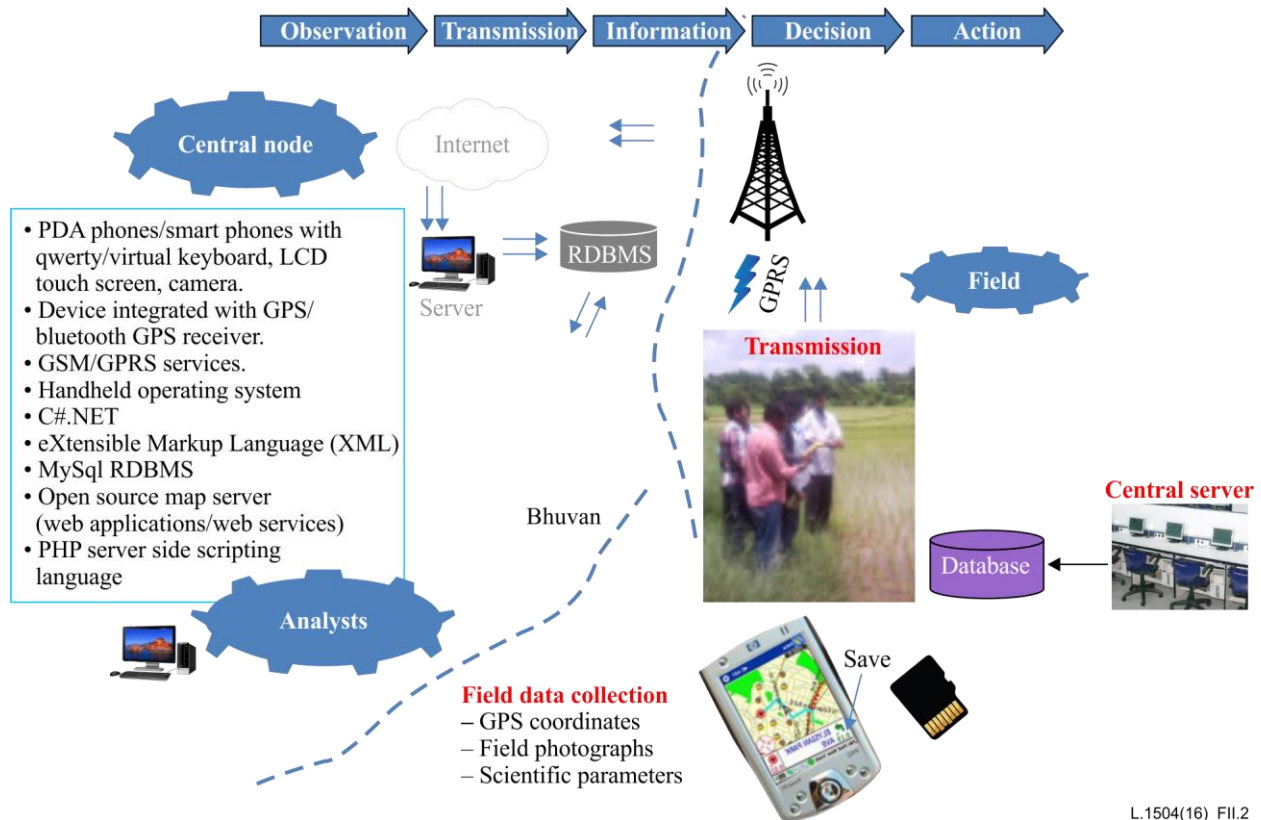 Observation
Transmission
Information
Decision
Action
Central node
Internet
• PDA phones/smart phones with
qwerty/virtual keyboard, LCD
touch screen, camera.
• Device integrated with GPS/
bluetooth GPS receiver.
• GSM/GPRS services.
• Handheld operating system
• C#.NET
• eXtensible Markup Language (XML)
• MySql RDBMS
• Open source map server
(web applications/web services)
• PHP server side scripting
language
Server
RDBMS
GPRS
Field
Transmission
Bhuvan
Central server
Database
Analysts
Save
Field data collection
– GPS coordinates
– Field photographs
– Scientific parameters
ELYSIAN PARK
AVE
L.1504(16)_FII.2